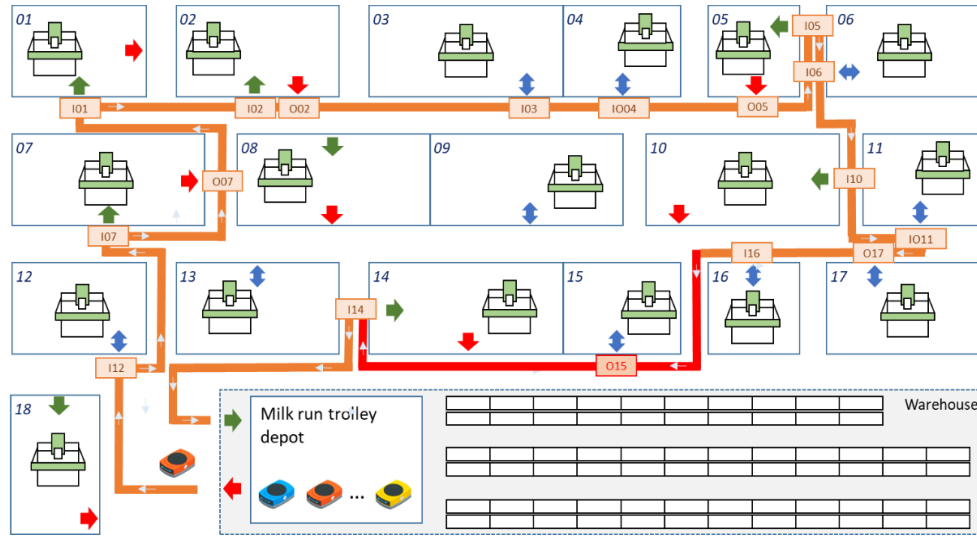 01
02
03
04
05
I05
06
I06
I01
I02
O02
I03
IO04
O05
07
08
09
10
11
O07
I10
I07
IO11
I16
O17
12
13
14
15
16
17
I14
I12
O15
18
Milk run trolley
depot
...
Warehouse